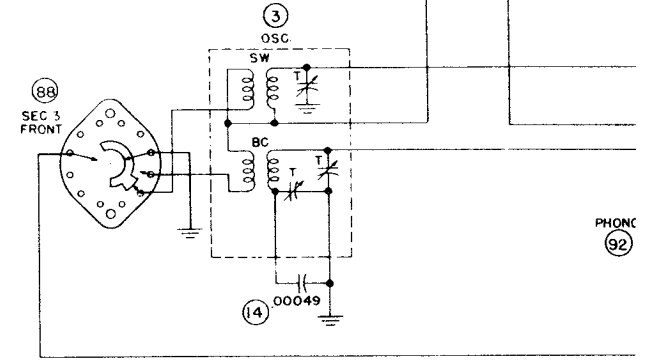 3
OSC.
SW
T
88
SEC 3
FRONT
BC
T
T
PHONO
92
14
.00049